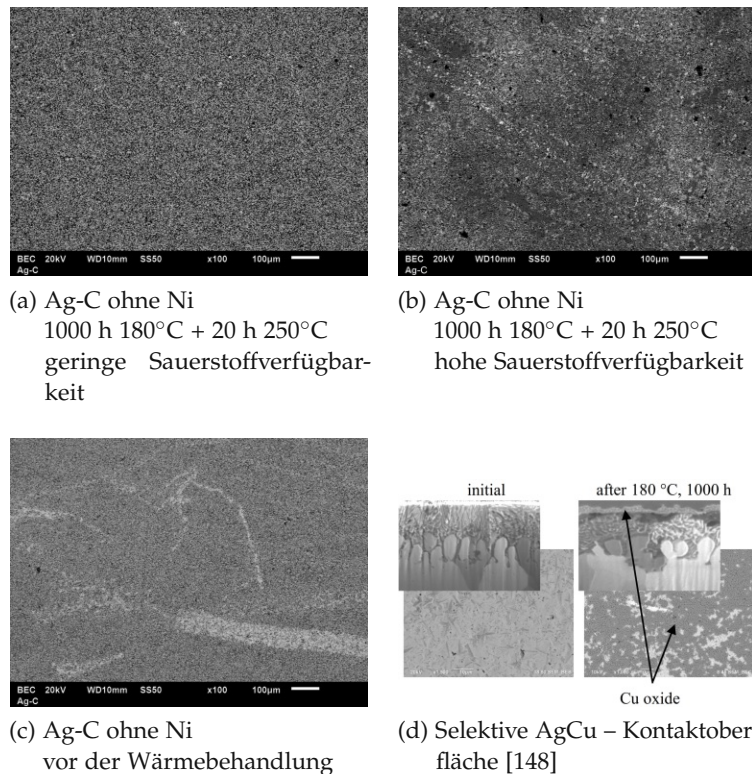 BEC 20kV WD10mm SS50 x100 100µm
Ag-C
BEC 20kV WD10mm SS50 x100 100µm
Ag-C
(a) Ag-C ohne Ni
1000 h 180°C + 20 h 250°C
geringe Sauerstoffverfügbar-
keit
(b) Ag-C ohne Ni
1000 h 180°C + 20 h 250°C
hohe Sauerstoffverfügbarkeit
BEC 20kV WD10mm SS50 x100 100µm
Ag-C
initial
after 180 °C, 1000 h
Cu oxide
(c) Ag-C ohne Ni
vor der Wärmebehandlung
(d) Selektive AgCu – Kontaktober
fläche [148]